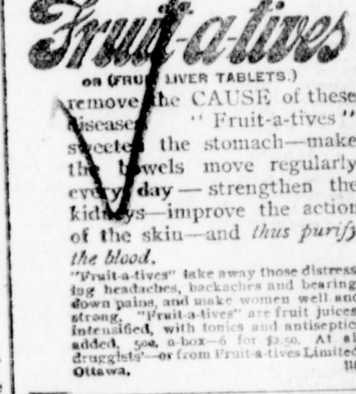 Fruit-a-tives
OR (FRUIT LIVER TABLETS.)
remove the CAUSE of these
diseases "Fruit-a-tives"
sweeten the stomach—make
the bowels move regularly
every day — strengthen the
kidneys—improve the action
of the skin—and thus purify
the blood.
"Fruit-a-tives" take away those distress
ing headaches, backaches and bearing
down pains, and make women well and
strong. "Fruit-a-tives" are fruit juices
intensified, with tonics and antiseptic
added, 50c. a-box—6 for $2.50. At al
druggists'—or from Fruit-a-tives Limited
Ottawa.